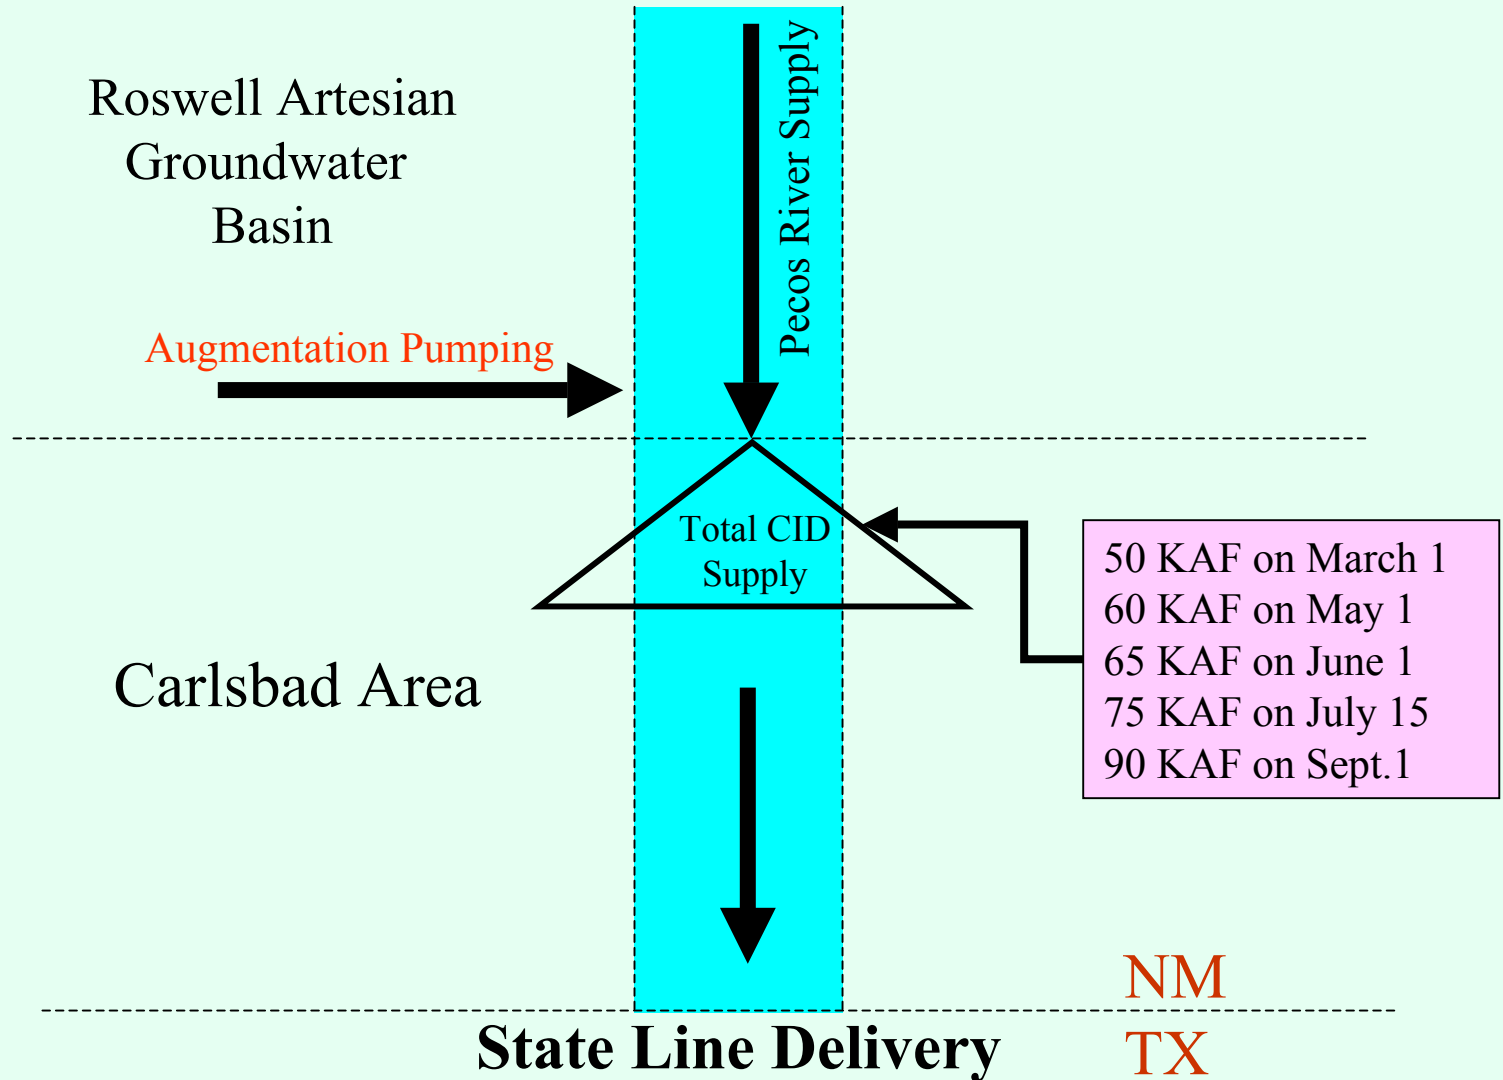 Roswell Artesian
Groundwater
Basin
Pecos River Supply
Augmentation Pumping
Total CID
Supply
50 KAF on March 1
60 KAF on May 1
65 KAF on June 1
75 KAF on July 15
90 KAF on Sept.1
Carlsbad Area
NM
State Line Delivery
TX